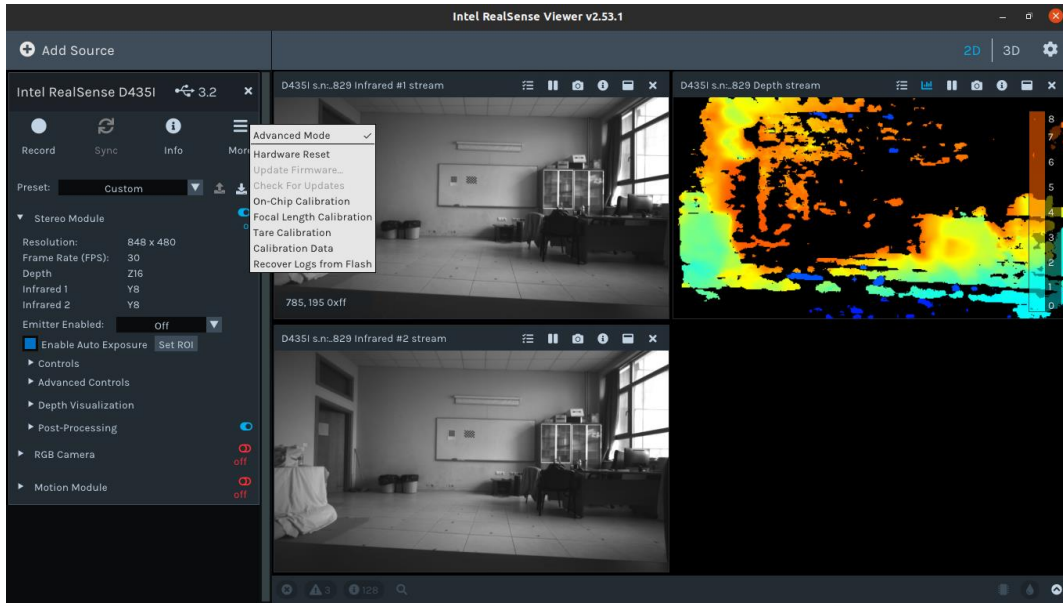 Intel RealSense Viewer v2.53.1
Add Source
2D
3D
Intel RealSense D435I
3.2
Record
Sync
Info
More
Preset:
Custom
Stereo Module
Resolution: 848 x 480
Frame Rate (FPS): 30
Depth Z16
Infrared 1 Y8
Infrared 2 Y8
Emitter Enabled: Off
Enable Auto Exposure Set ROI
Controls
Advanced Controls
Depth Visualization
Post-Processing
RGB Camera
off
Motion Module
off
Advanced Mode
Hardware Reset
Update Firmware...
Check For Updates
On-Chip Calibration
Focal Length Calibration
Tare Calibration
Calibration Data
Recover Logs from Flash
D435I s.n:..829 Infrared #1 stream
785, 195 0xff
D435I s.n:..829 Depth stream
8
7
6
5
4
3
2
1
0
D435I s.n:..829 Infrared #2 stream
3
128